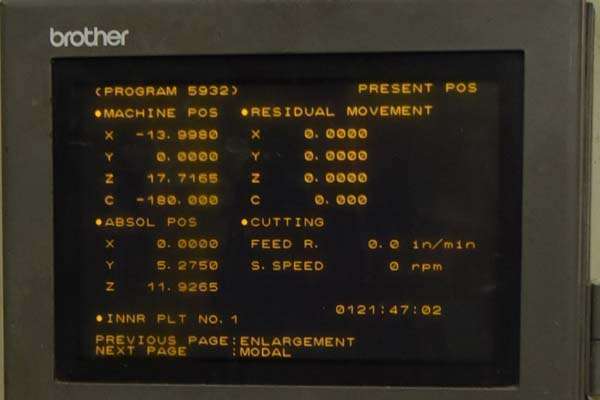 brother
(PROGRAM 5932) PRESENT POS
●MACHINE POS ●RESIDUAL MOVEMENT
X -13.9980 X 0.0000
Y 0.0000 Y 0.0000
Z 17.7165 Z 0.0000
C -180.000 C 0.000
●ABSOL POS ●CUTTING
X 0.0000 FEED R. 0.0 in/min
Y 5.2750 S.SPEED 0 rpm
Z 11.9265
0121:47:02
●INNR PLT NO.1
PREVIOUS PAGE:ENLARGEMENT
NEXT PAGE :MODAL